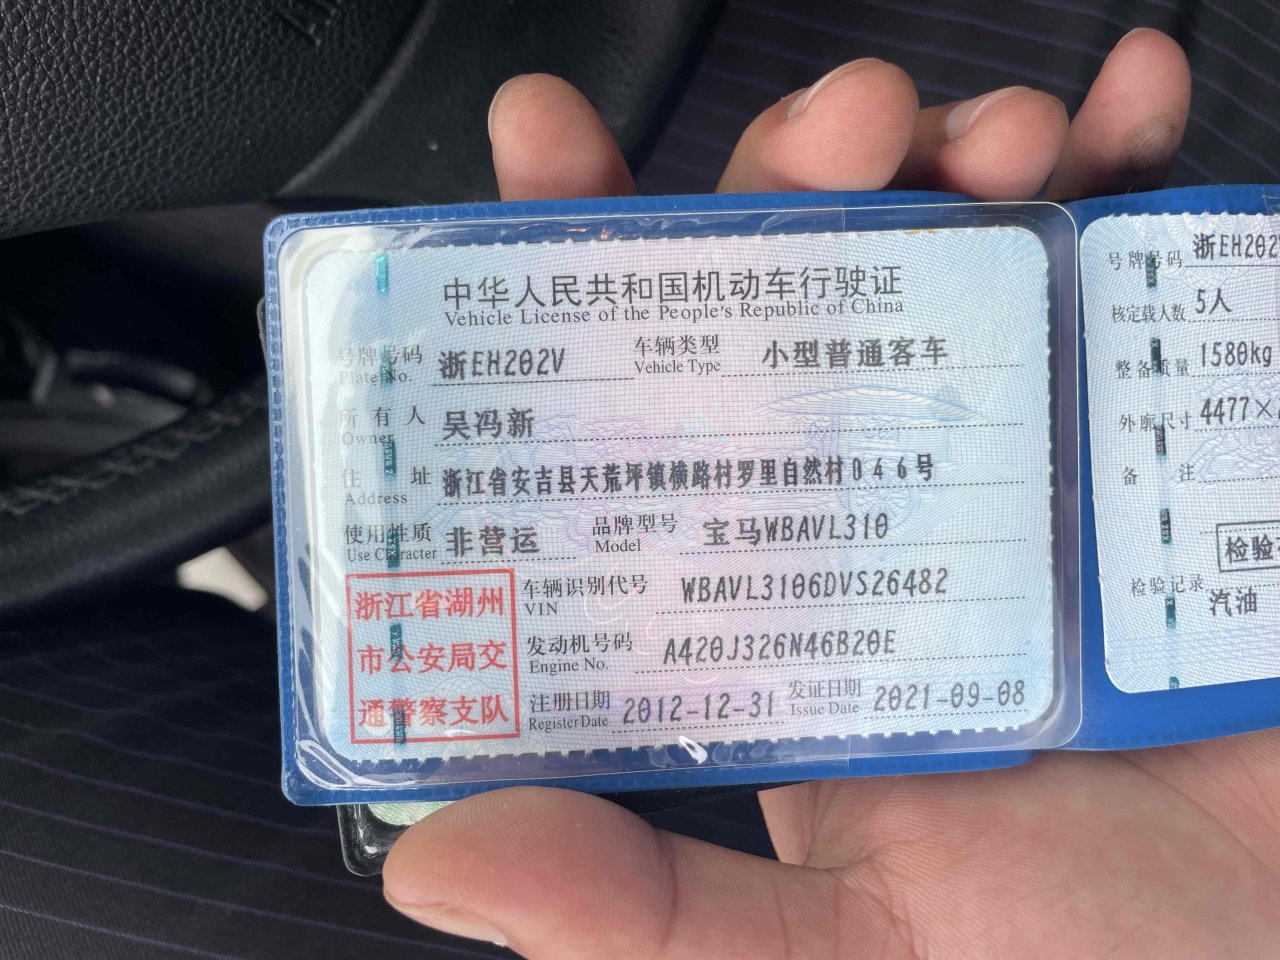 中华人民共和国机动车行驶证
Vehicle License of the People's Republic of China
号牌号码 浙EH202V 车辆类型 小型普通客车
Plate No. Vehicle Type
所有人 吴冯新
Owner
住址 浙江省安吉县天荒坪镇横路村罗里自然村046号
Address
使用性质 非营运 品牌型号 宝马WBAVL310
Use Character Model
浙江省湖州
市公安局交
通警察支队
车辆识别代号 WBAVL3106DVS26482
VIN
发动机号码 A420J326N46B20E
Engine No.
注册日期 2012-12-31 发证日期 2021-09-08
Register Date Issue Date
号牌号码 浙EH202
核定载人数 5人
整备质量 1580kg
外廓尺寸 4477×
备注
检验
检验记录
汽油